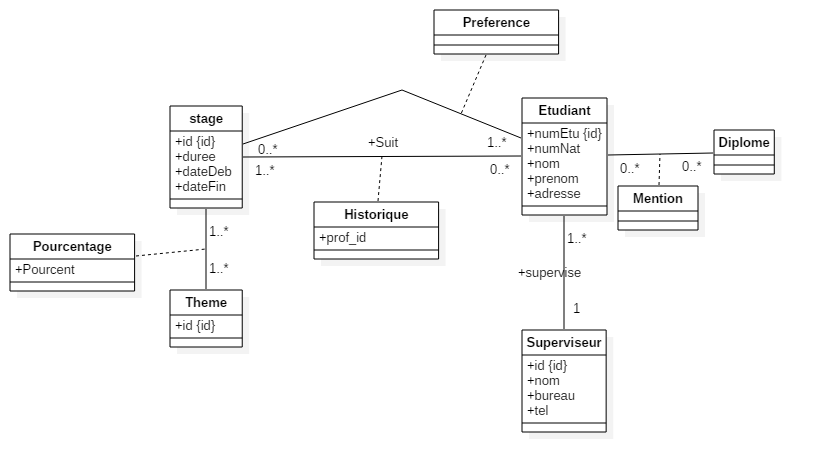 Preference
stage
+id {id}
+duree
+dateDeb
+dateFin
0..*
1..*
+Suit
1..*
0..*
Etudiant
+numEtu {id}
+numNat
+nom
+prenom
+adresse
0..*
0..*
Diplome
Mention
Historique
+prof_id
Pourcentage
+Pourcent
1..*
1..*
Theme
+id {id}
1..*
+supervise
1
Superviseur
+id {id}
+nom
+bureau
+tel